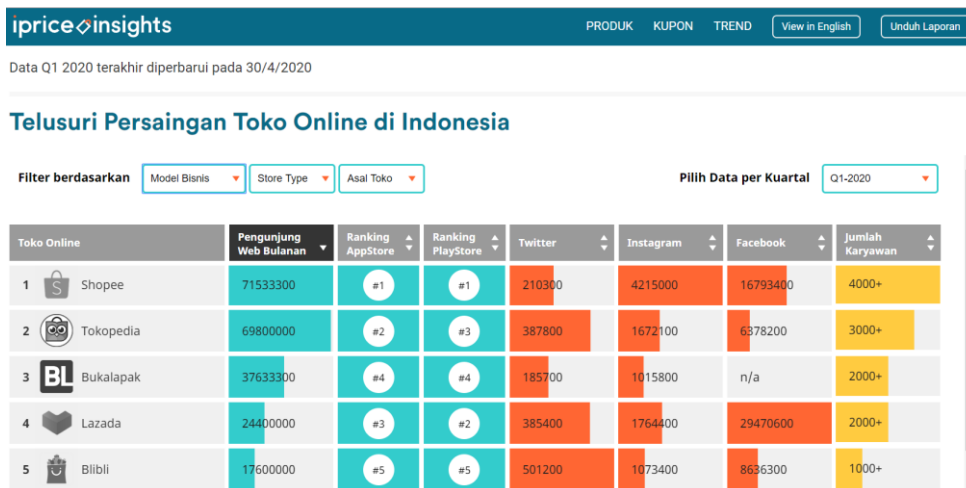 iprice insights PRODUK KUPON TREND View in English Unduh Laporan
Data Q1 2020 terakhir diperbarui pada 30/4/2020
Telusuri Persaingan Toko Online di Indonesia
Filter berdasarkan Model Bisnis Store Type Asal Toko Pilih Data per Kuartal Q1-2020
Toko Online Pengunjung Web Bulanan Ranking AppStore Ranking PlayStore Twitter Instagram Facebook Jumlah Karyawan
1 S Shopee 71533300 #1 #1 210300 4215000 16793400 4000+
2 Tokopedia 69800000 #2 #3 387800 1672100 6378200 3000+
3 BL Bukalapak 37633300 #4 #4 185700 1015800 n/a 2000+
4 Lazada 24400000 #3 #2 385400 1764400 29470600 2000+
5 Blibli 17600000 #5 #5 501200 1073400 8636300 1000+